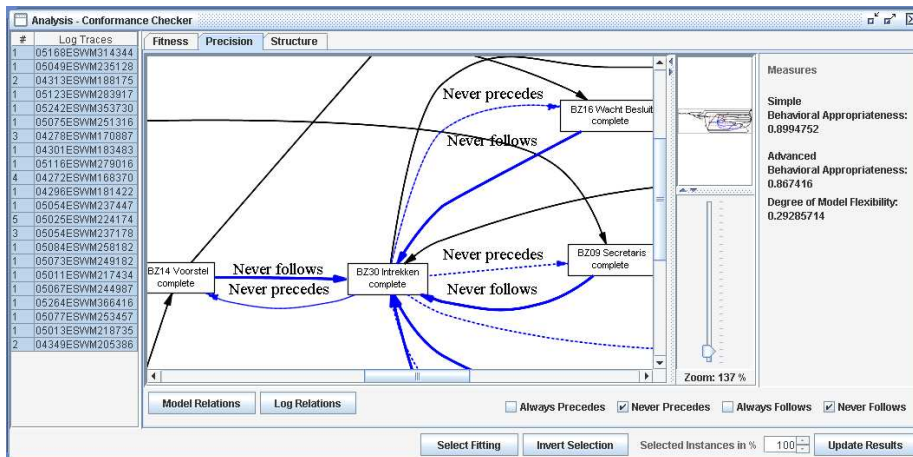 Analysis - Conformance Checker
# Log Traces
1 05168ESWM314344
1 05049ESWM235128
2 04313ESWM188175
1 05123ESWM283917
1 05242ESWM353730
1 05075ESWM251316
3 04278ESWM170887
1 04301ESWM183483
1 05116ESWM279016
4 04272ESWM168370
1 04296ESWM181422
1 05054ESWM237447
5 05025ESWM224174
3 05054ESWM237178
1 05084ESWM258182
1 05073ESWM249182
1 05011ESWM217434
1 05067ESWM244987
1 05264ESWM366416
1 05077ESWM253457
1 05013ESWM218735
2 04349ESWM205386
Fitness Precision Structure
Never precedes
BZ16 Wacht Besluit
complete
Never follows
BZ14 Voorstel
complete
Never follows
Never precedes
BZ30 Intrekken
complete
Never precedes
Never follows
BZ09 Secretaris
complete
Zoom: 137 %
Measures
Simple
Behavioral Appropriateness:
0.8994752
Advanced
Behavioral Appropriateness:
0.867416
Degree of Model Flexibility:
0.29285714
Model Relations Log Relations Always Precedes Never Precedes Always Follows Never Follows
Select Fitting Invert Selection Selected Instances in % 100 Update Results